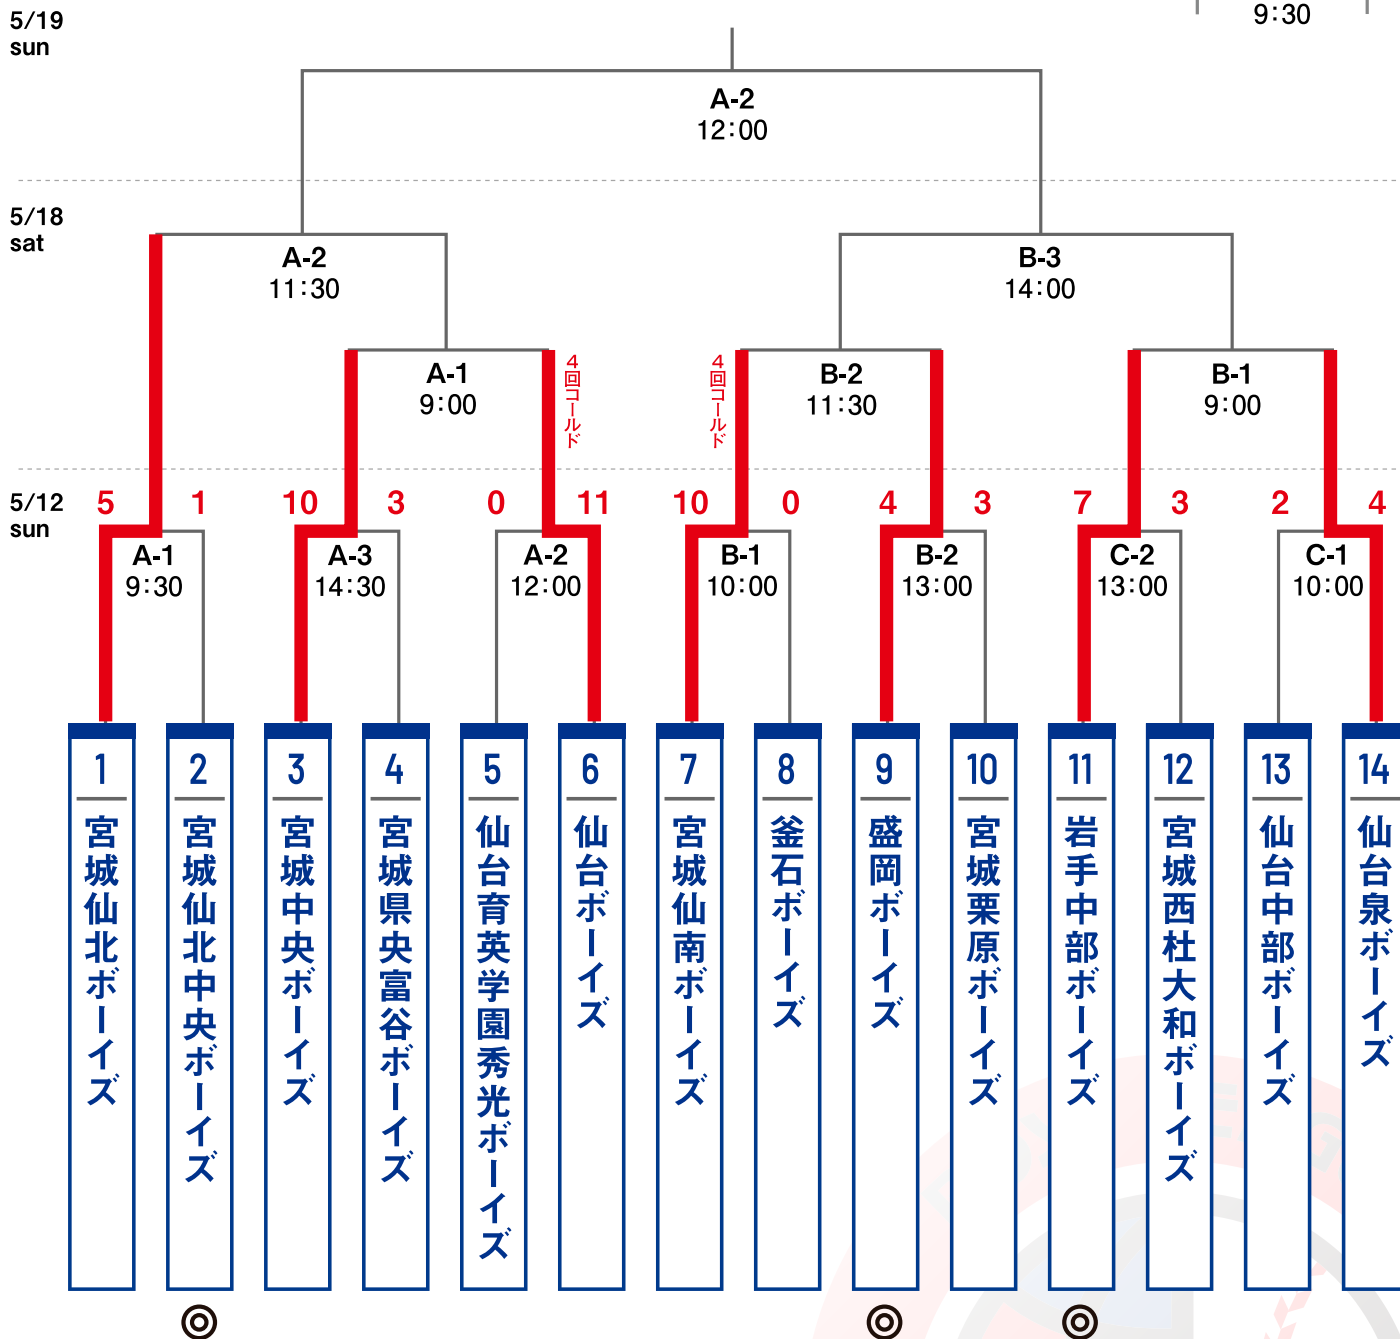 5/19
sun
9:30
A-2
12:00
5/18
sat
A-2
11:30
B-3
14:00
A-1
9:00
4回コールド
4回コールド
B-2
11:30
B-1
9:00
5/12
sun
5 1 10 3 0 11 10 0 4 3 7 3 2 4
A-1
9:30
A-3
14:30
A-2
12:00
B-1
10:00
B-2
13:00
C-2
13:00
C-1
10:00
1
宮城仙北ボーイズ
2
宮城仙北中央ボーイズ
3
宮城中央ボーイズ
4
宮城県央富谷ボーイズ
5
仙台育英学園秀光ボーイズ
6
仙台ボーイズ
7
宮城仙南ボーイズ
8
釜石ボーイズ
9
盛岡ボーイズ
10
宮城栗原ボーイズ
11
岩手中部ボーイズ
12
宮城西杜大和ボーイズ
13
仙台中部ボーイズ
14
仙台泉ボーイズ
◎ ◎ ◎